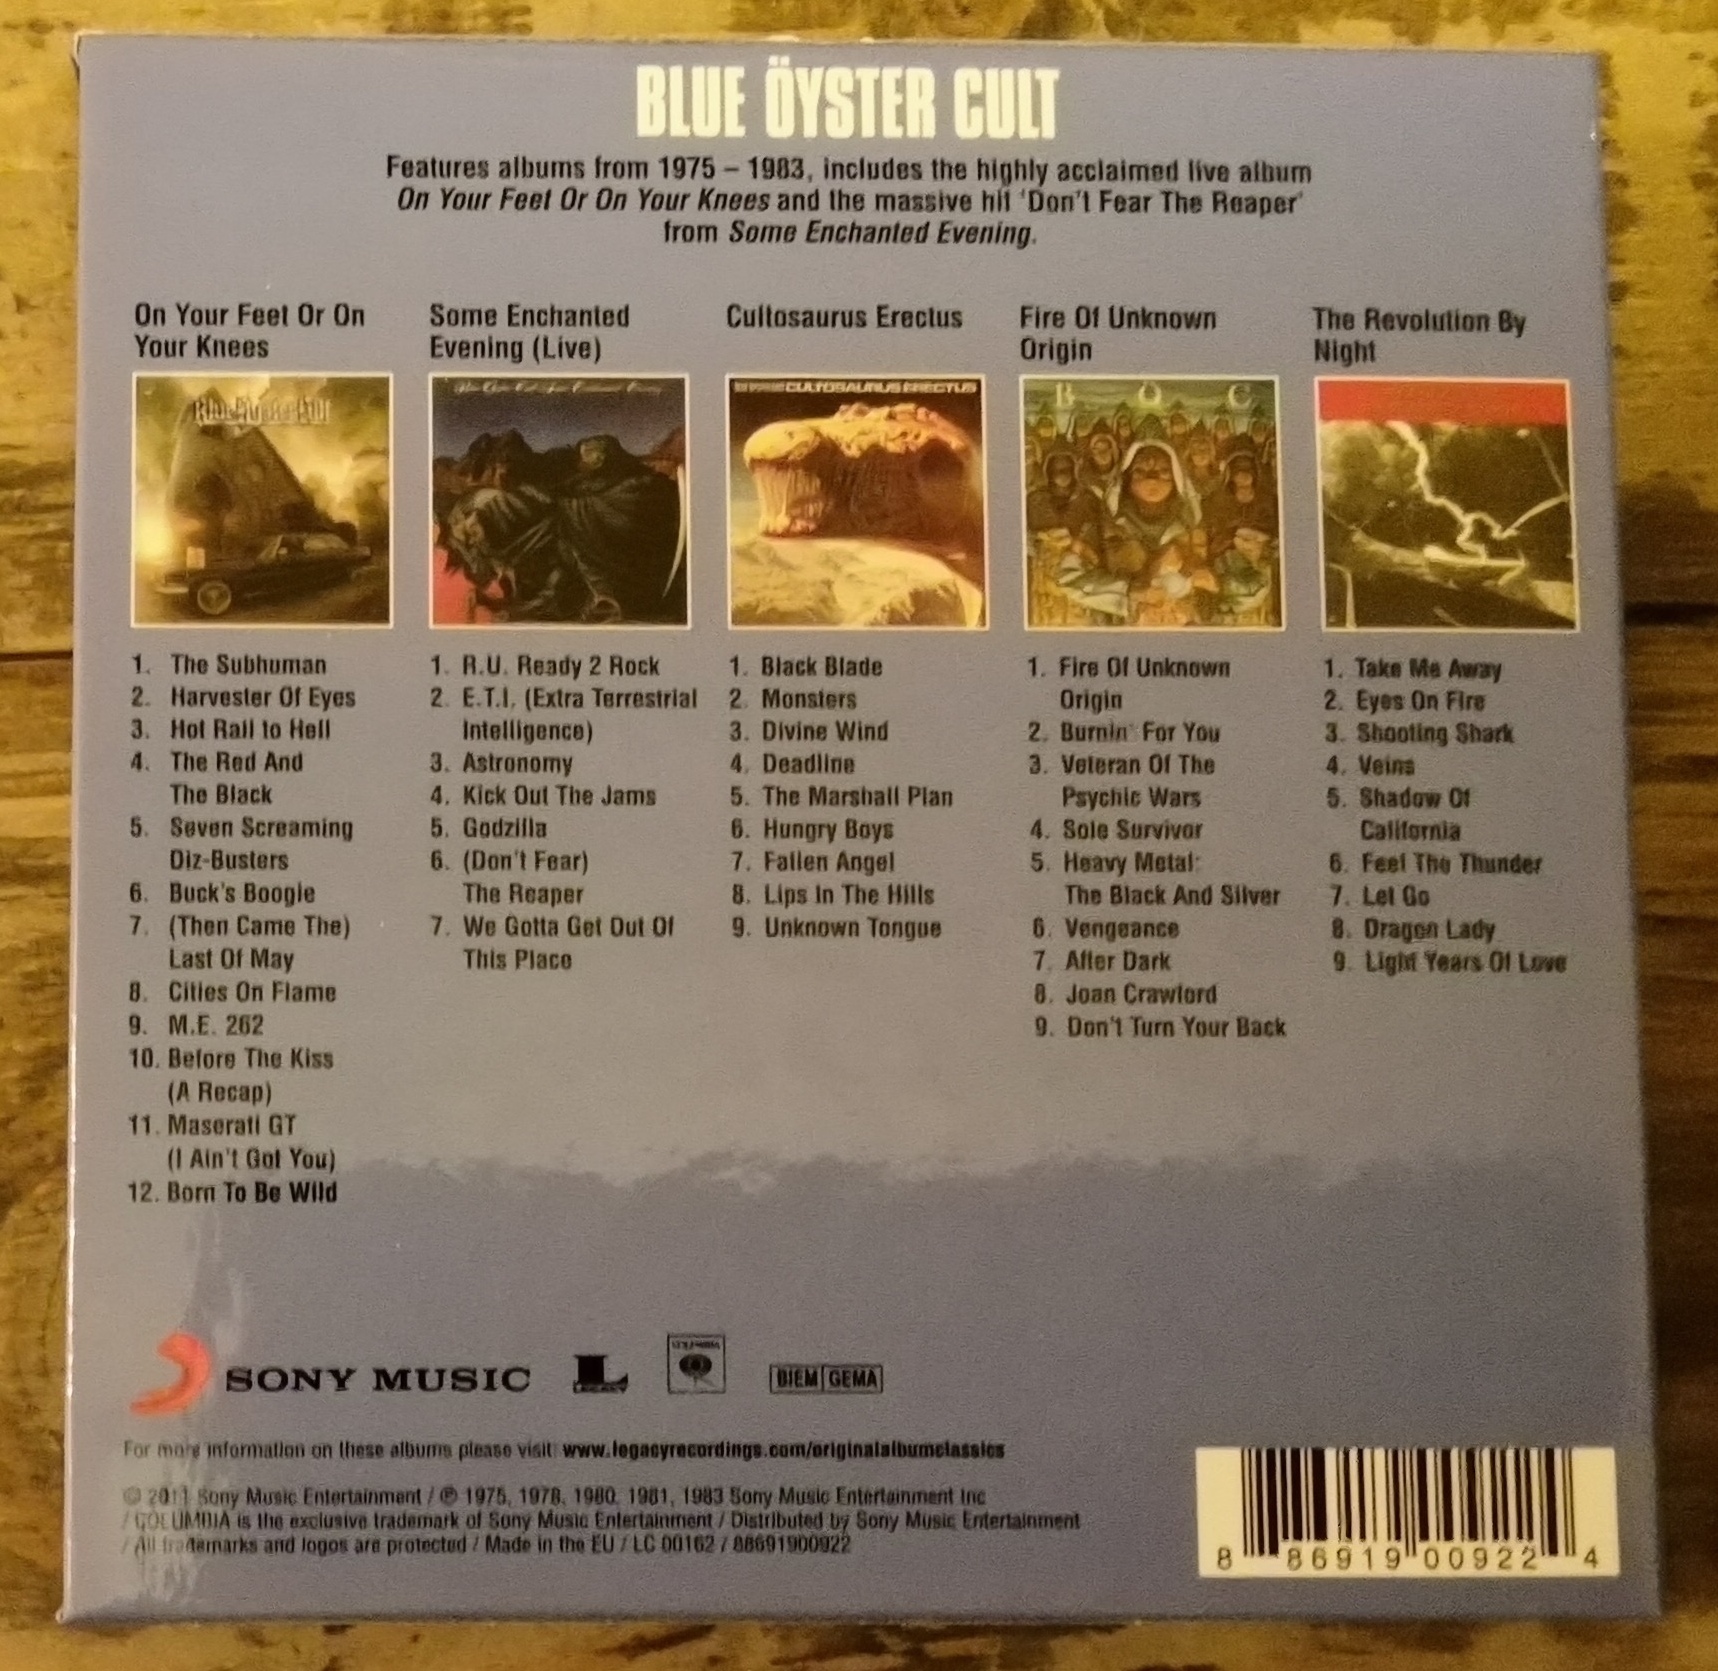 BLUE ÖYSTER CULT
Features albums from 1975 – 1983, includes the highly acclaimed live album
On Your Feet Or On Your Knees and the massive hit 'Don't Fear The Reaper'
from Some Enchanted Evening.
On Your Feet Or On
Your Knees
Blue Öyster Cult
1. The Subhuman
2. Harvester Of Eyes
3. Hot Rail to Hell
4. The Red And
The Black
5. Seven Screaming
Diz-Busters
6. Buck's Boogie
7. (Then Came The)
Last Of May
8. Cities On Flame
9. M.E. 262
10. Before The Kiss
(A Recap)
11. Maserati GT
(I Ain't Got You)
12. Born To Be Wild
Some Enchanted
Evening (Live)
1. R.U. Ready 2 Rock
2. E.T.I. (Extra Terrestrial
Intelligence)
3. Astronomy
4. Kick Out The Jams
5. Godzilla
6. (Don't Fear)
The Reaper
7. We Gotta Get Out Of
This Place
Cultosaurus Erectus
CULTOSAURUS ERECTUS
1. Black Blade
2. Monsters
3. Divine Wind
4. Deadline
5. The Marshall Plan
6. Hungry Boys
7. Fallen Angel
8. Lips In The Hills
9. Unknown Tongue
Fire Of Unknown
Origin
B O C
1. Fire Of Unknown
Origin
2. Burnin' For You
3. Veteran Of The
Psychic Wars
4. Sole Survivor
5. Heavy Metal:
The Black And Silver
6. Vengeance
7. After Dark
8. Joan Crawford
9. Don't Turn Your Back
The Revolution By
Night
1. Take Me Away
2. Eyes On Fire
3. Shooting Shark
4. Veins
5. Shadow Of
California
6. Feel The Thunder
7. Let Go
8. Dragon Lady
9. Light Years Of Love
SONY MUSIC
L
COLUMBIA
BIEM GEMA
For more information on these albums please visit: www.legacyrecordings.com/originalalbumclassics
© 2011 Sony Music Entertainment / ℗ 1975, 1978, 1980, 1981, 1983 Sony Music Entertainment Inc
/ COLUMBIA is the exclusive trademark of Sony Music Entertainment / Distributed by Sony Music Entertainment
/ All trademarks and logos are protected / Made in the EU / LC 00162 / 88691900922
8 86919 00922 4